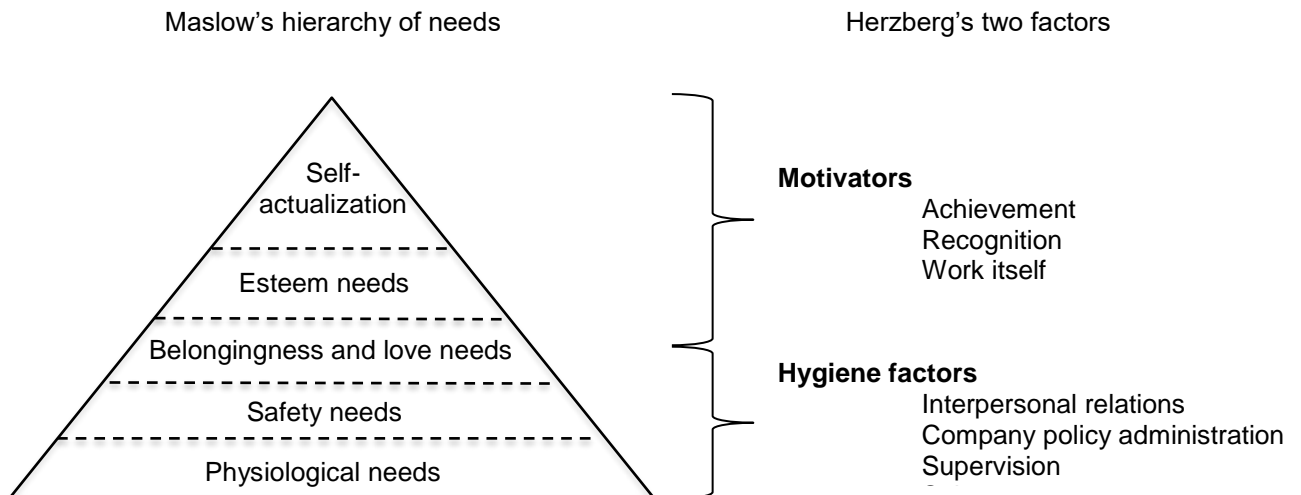 Maslow’s hierarchy of needs
Herzberg’s two factors
Self-
actualization
Esteem needs
Belongingness and love needs
Safety needs
Physiological needs
Motivators
Achievement
Recognition
Work itself
Hygiene factors
Interpersonal relations
Company policy administration
Supervision